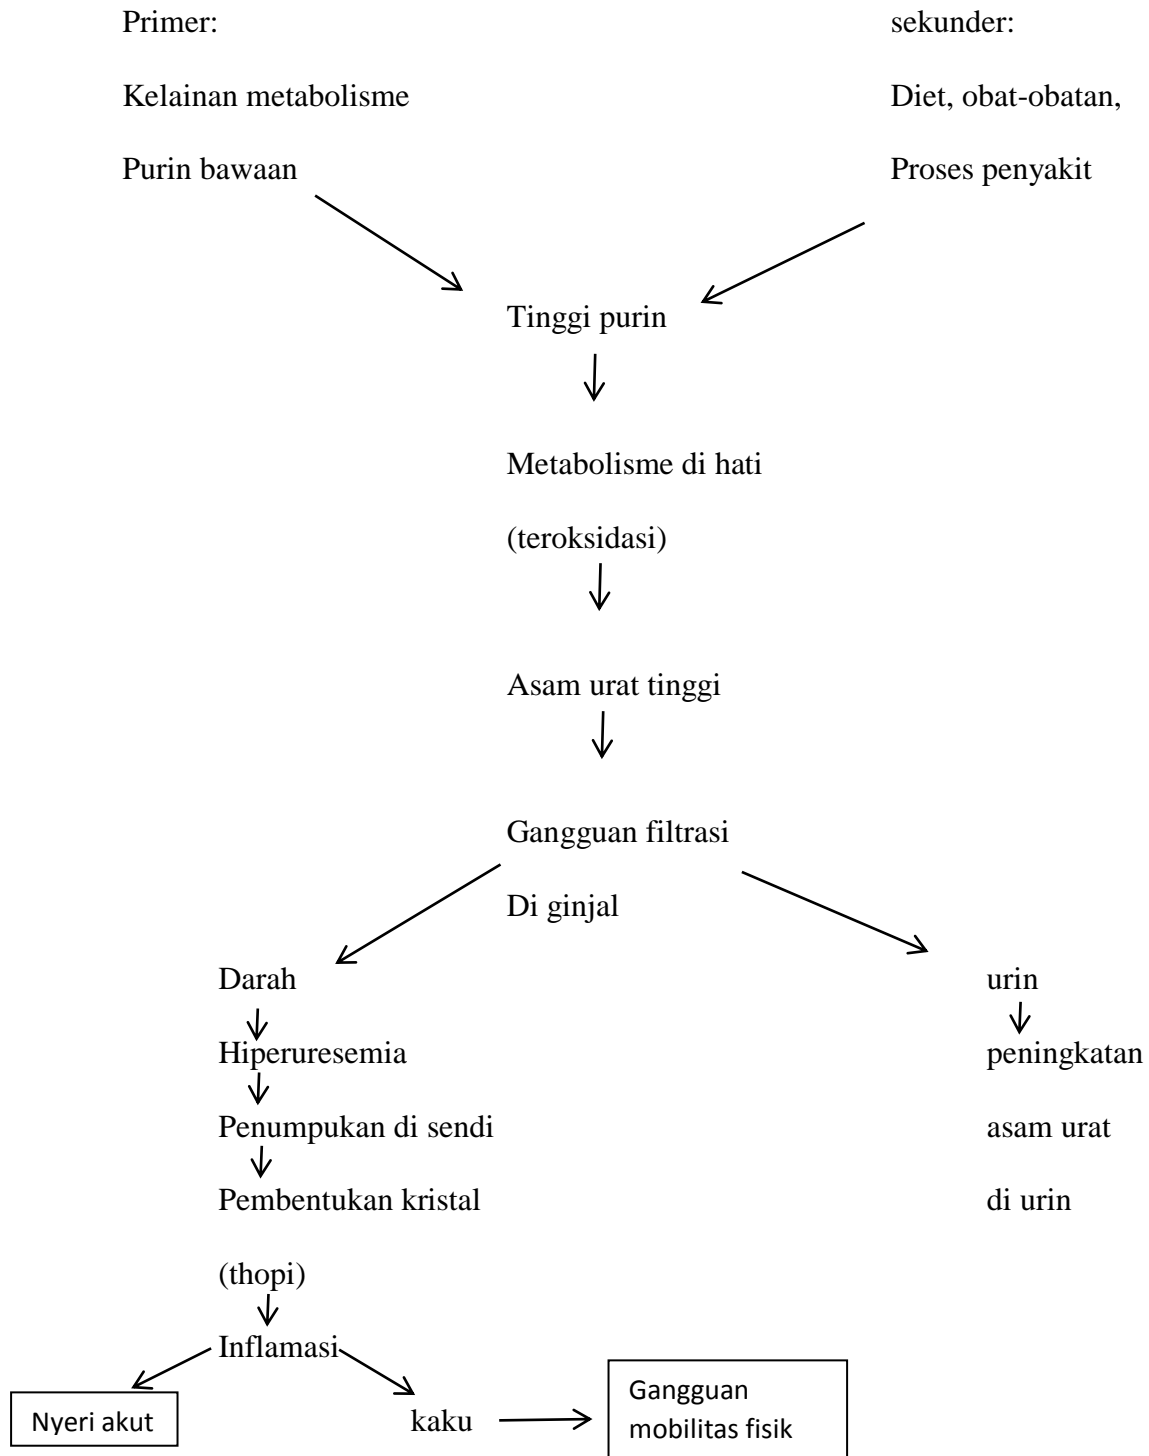 Primer:
sekunder:
Kelainan metabolisme
Diet, obat-obatan,
Purin bawaan
Proses penyakit
Tinggi purin
Metabolisme di hati
(teroksidasi)
Asam urat tinggi
Gangguan filtrasi
Di ginjal
Darah
urin
Hiperuresemia
peningkatan
Penumpukan di sendi
asam urat
Pembentukan kristal
di urin
(thopi)
Inflamasi
Nyeri akut
kaku
Gangguan
mobilitas fisik